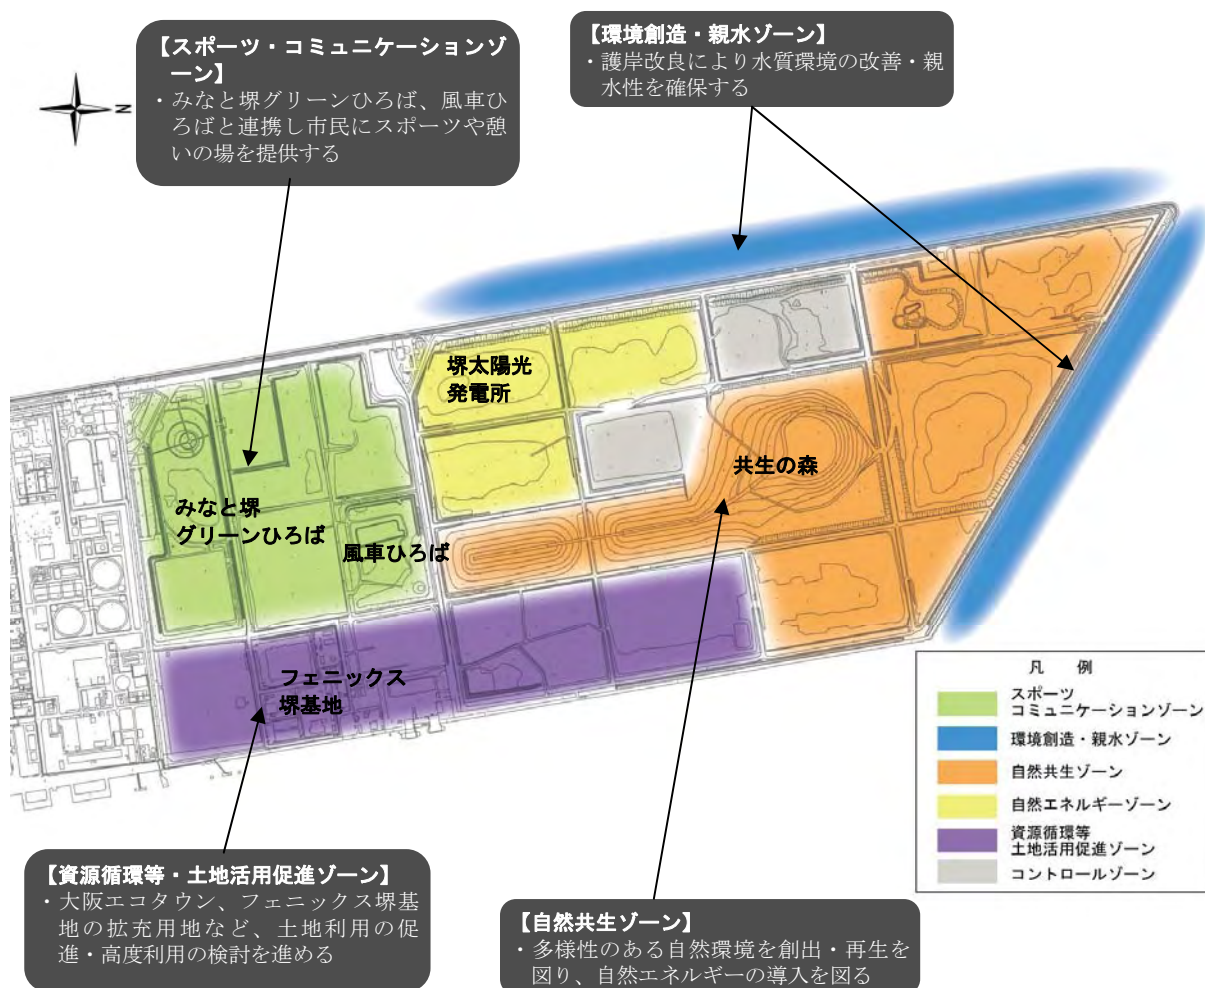 【スポーツ・コミュニケーションゾ
ーン】
・みなと堺グリーンひろば、風車ひ
ろばと連携し市民にスポーツや憩
いの場を提供する
【環境創造・親水ゾーン】
・護岸改良により水質環境の改善・親
水性を確保する
N
堺太陽光
発電所
共生の森
みなと堺
グリーンひろば
風車ひろば
フェニックス
堺基地
凡 例
スポーツ
コミュニケーションゾーン
環境創造・親水ゾーン
自然共生ゾーン
自然エネルギーゾーン
資源循環等
土地活用促進ゾーン
コントロールゾーン
【資源循環等・土地活用促進ゾーン】
・大阪エコタウン、フェニックス堺基
地の拡充用地など、土地利用の促
進・高度利用の検討を進める
【自然共生ゾーン】
・多様性のある自然環境を創出・再生を
図り、自然エネルギーの導入を図る